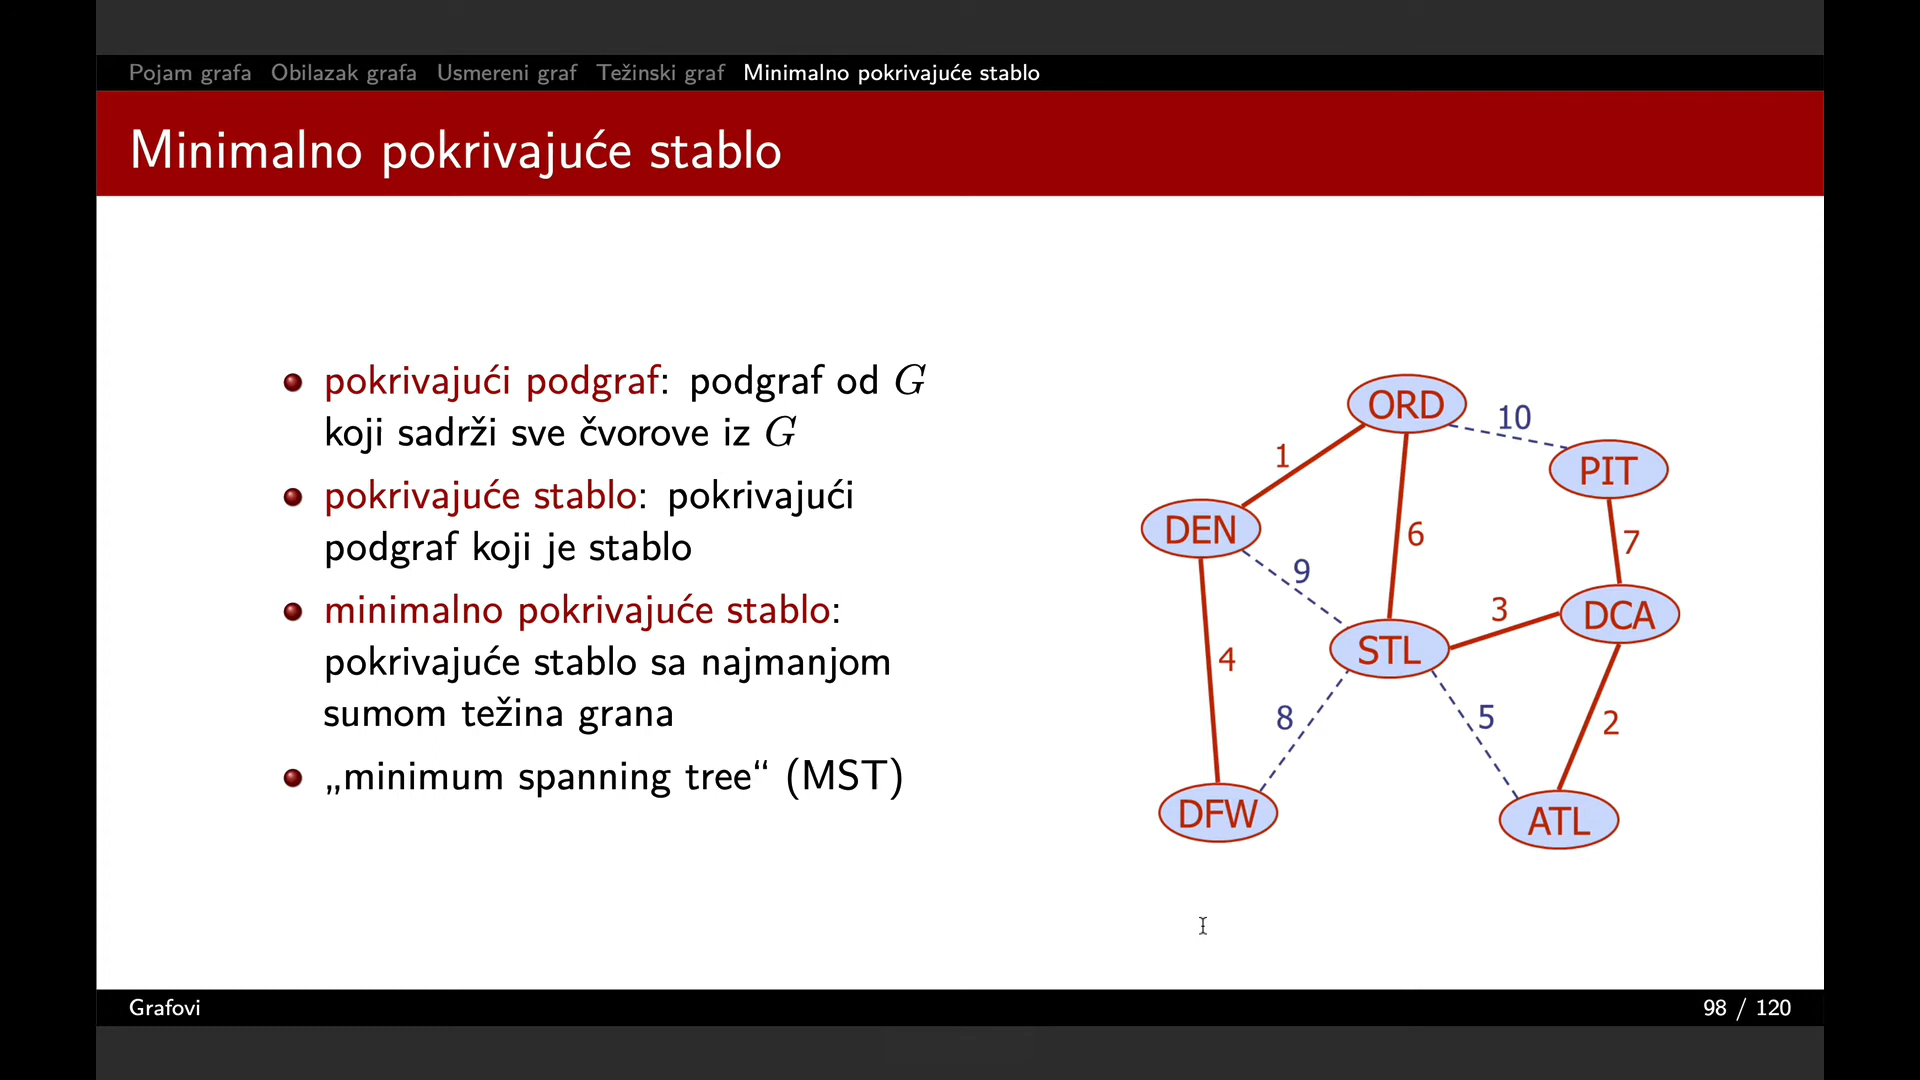 Pojam grafa Obilazak grafa Usmereni graf Težinski graf Minimalno pokrivajuće stablo
Minimalno pokrivajuće stablo
pokrivajući podgraf: podgraf od G
koji sadrži sve čvorove iz G
pokrivajuće stablo: pokrivajući
podgraf koji je stablo
minimalno pokrivajuće stablo:
pokrivajuće stablo sa najmanjom
sumom težina grana
„minimum spanning tree“ (MST)
ORD
10
1
PIT
DEN
6
7
9
3
DCA
STL
4
8
5
2
DFW
ATL
Grafovi
98 / 120